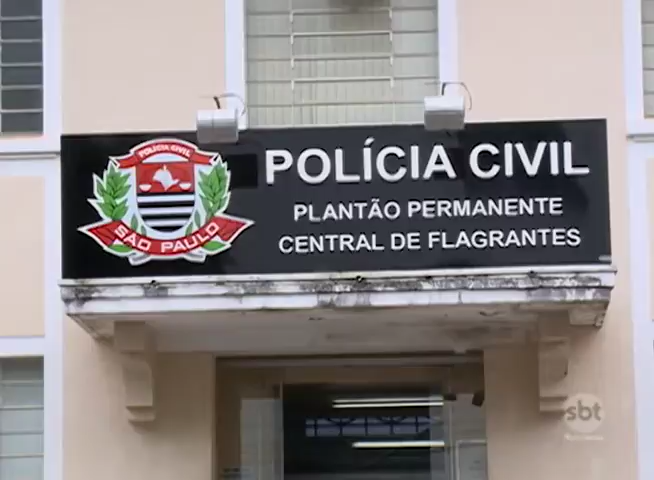 POLÍCIA CIVIL
SÃO PAULO
POLÍCIA CIVIL
PLANTÃO PERMANENTE
CENTRAL DE FLAGRANTES
sbt